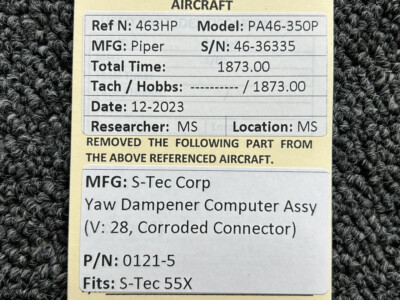 AIRCRAFT
Ref N: 463HP Model: PA46-350P
MFG: Piper S/N: 46-36335
Total Time: 1873.00
Tach / Hobbs: ---------- / 1873.00
Date: 12-2023
Researcher: MS Location: MS
REMOVED THE FOLLOWING PART FROM
THE ABOVE REFERENCED AIRCRAFT.
MFG: S-Tec Corp
Yaw Dampener Computer Assy
(V: 28, Corroded Connector)
P/N: 0121-5
Fits: S-Tec 55X